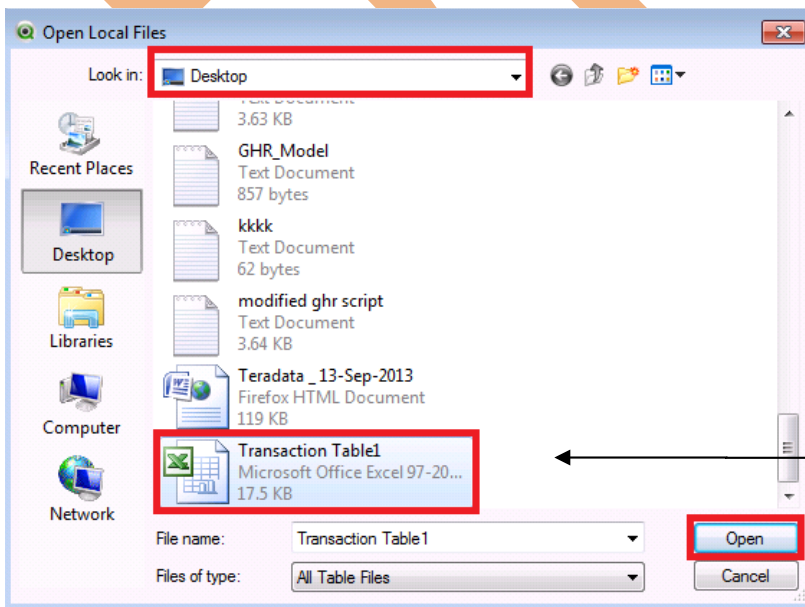 Open Local Files
Look in:
Desktop
Text Document
3.63 KB
GHR_Model
Text Document
857 bytes
kkkk
Text Document
62 bytes
modified ghr script
Text Document
3.64 KB
Teradata _ 13-Sep-2013
Firefox HTML Document
119 KB
Transaction Table1
Microsoft Office Excel 97-20...
17.5 KB
Recent Places
Desktop
Libraries
Computer
Network
File name:
Transaction Table1
Open
Files of type:
All Table Files
Cancel